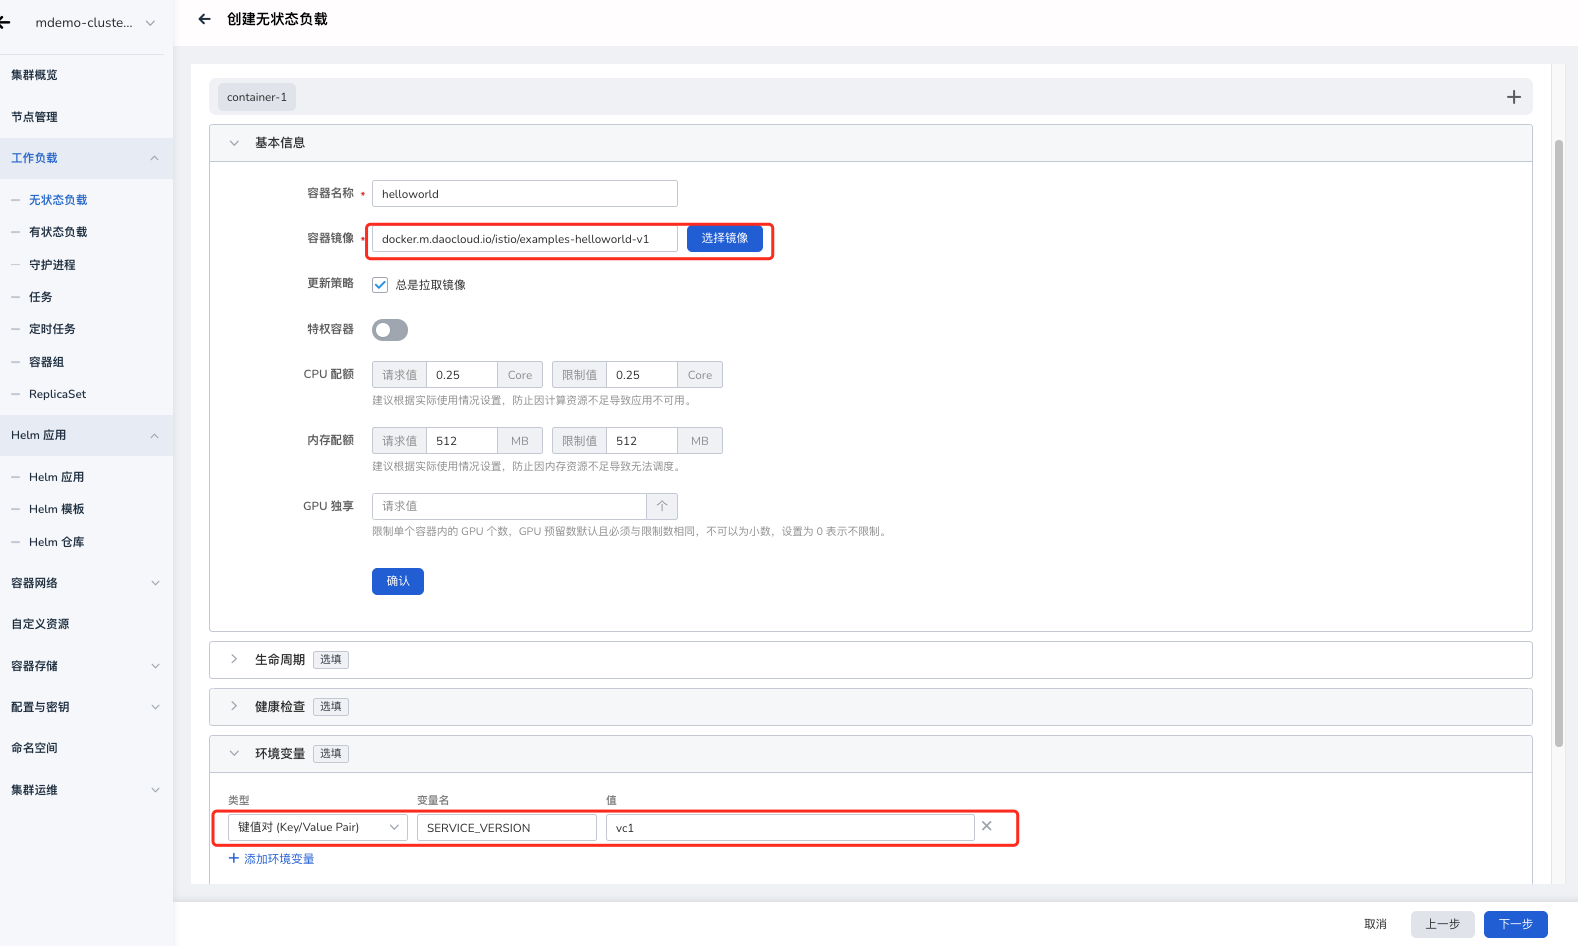 mdemo-cluste...
集群概览
节点管理
工作负载
无状态负载
有状态负载
守护进程
任务
定时任务
容器组
ReplicaSet
Helm 应用
Helm 应用
Helm 模板
Helm 仓库
容器网络
自定义资源
容器存储
配置与密钥
命名空间
集群运维
创建无状态负载
container-1
基本信息
容器名称 * helloworld
容器镜像 * docker.m.daocloud.io/istio/examples-helloworld-v1 选择镜像
更新策略 总是拉取镜像
特权容器
CPU 配额 请求值 0.25 Core 限制值 0.25 Core
建议根据实际使用情况设置，防止因计算资源不足导致应用不可用。
内存配额 请求值 512 MB 限制值 512 MB
建议根据实际使用情况设置，防止因内存资源不足导致无法调度。
GPU 独享 请求值 个
限制单个容器内的 GPU 个数，GPU 预留数默认且必须与限制数相同，不可以为小数，设置为 0 表示不限制。
确认
生命周期 选填
健康检查 选填
环境变量 选填
类型 变量名 值
键值对 (Key/Value Pair) SERVICE_VERSION vc1
添加环境变量
取消 上一步 下一步